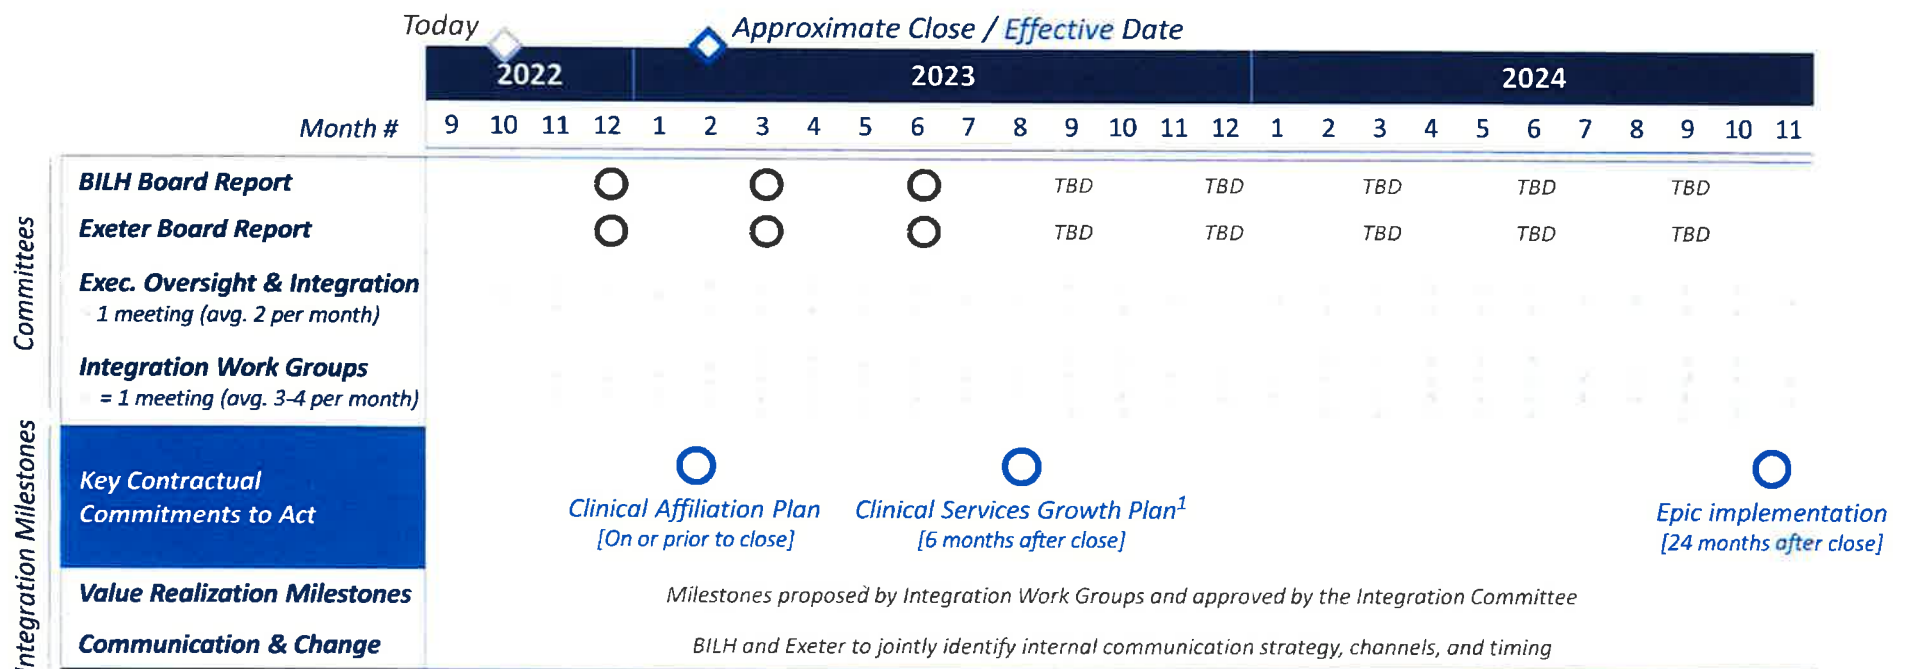 Today
Approximate Close / Effective Date
2022 2023 2024
Month # 9 10 11 12 1 2 3 4 5 6 7 8 9 10 11 12 1 2 3 4 5 6 7 8 9 10 11
Committees
BILH Board Report TBD TBD TBD TBD TBD
Exeter Board Report TBD TBD TBD TBD TBD
Exec. Oversight & Integration
1 meeting (avg. 2 per month)
Integration Work Groups
= 1 meeting (avg. 3-4 per month)
Integration Milestones
Key Contractual
Commitments to Act
Clinical Affiliation Plan
[On or prior to close]
Clinical Services Growth Plan1
[6 months after close]
Epic implementation
[24 months after close]
Value Realization Milestones Milestones proposed by Integration Work Groups and approved by the Integration Committee
Communication & Change BILH and Exeter to jointly identify internal communication strategy, channels, and timing